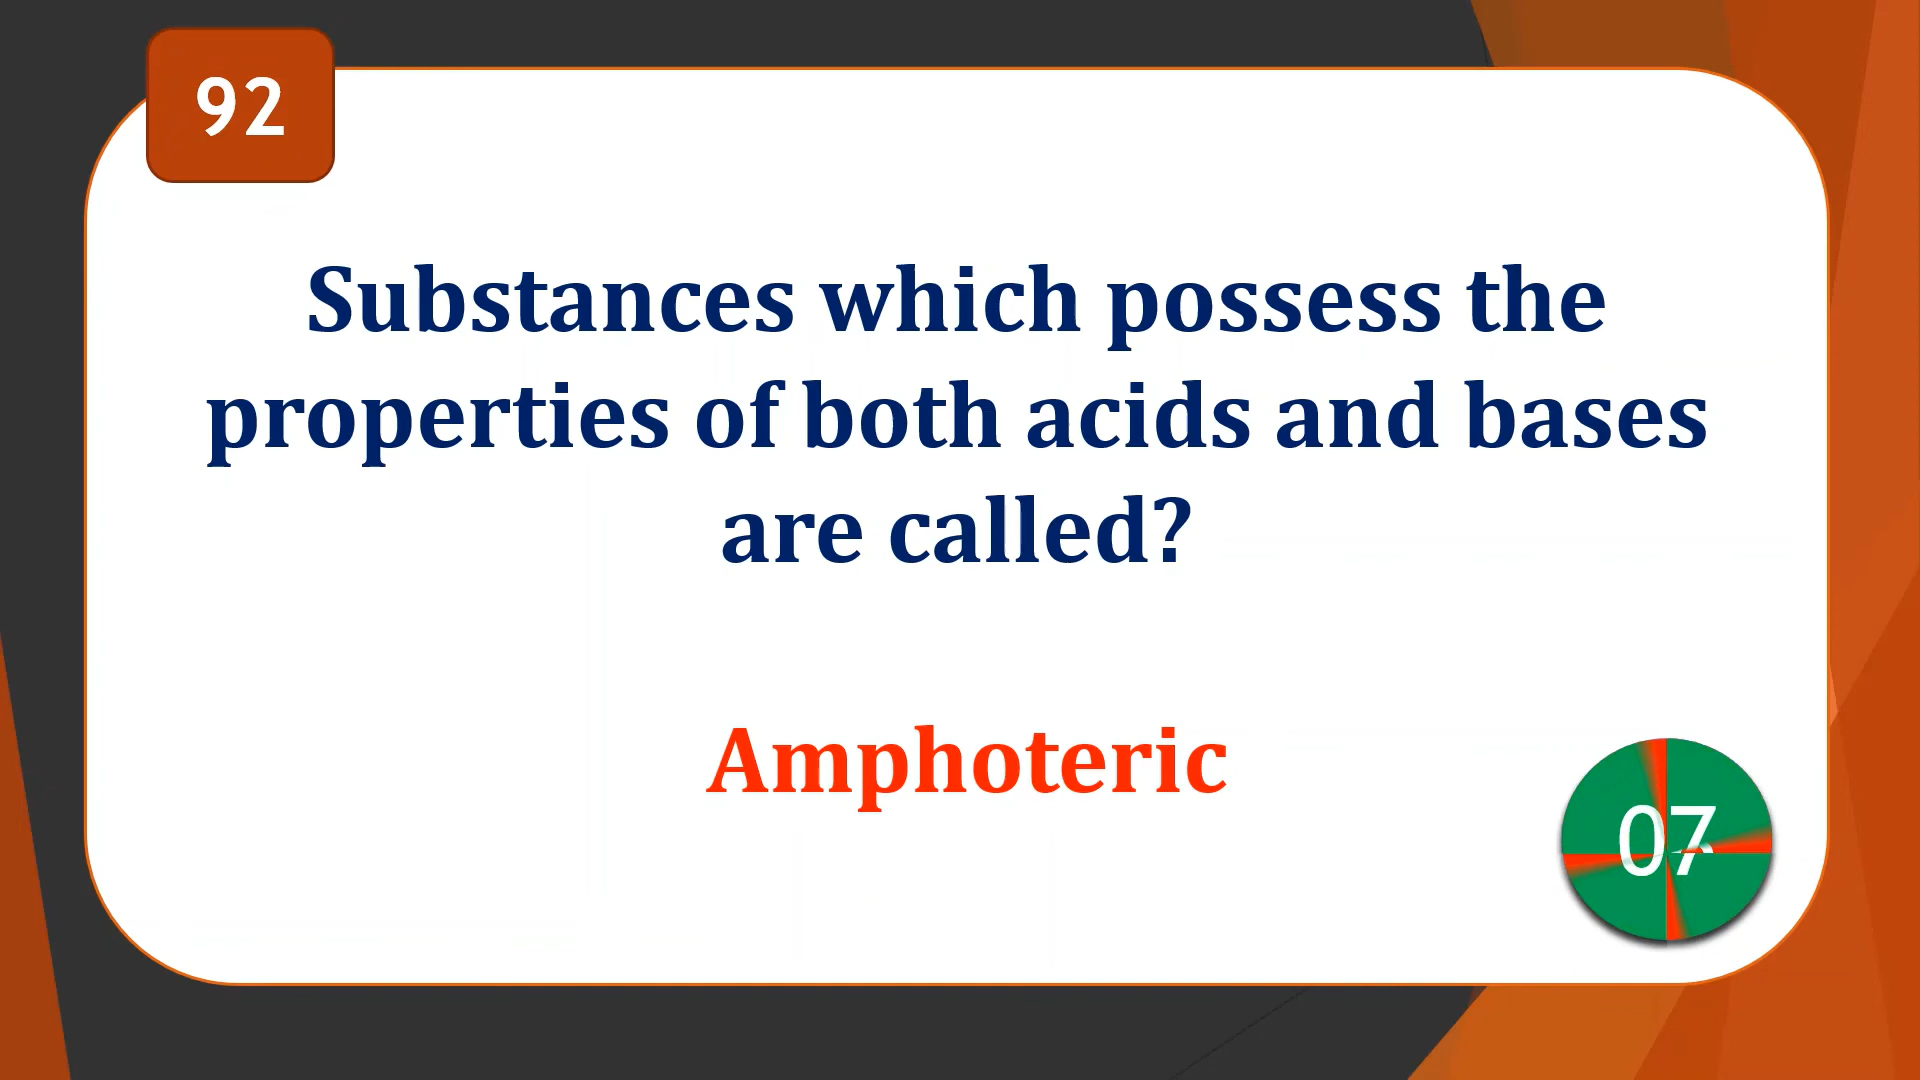 92
Substances which possess the
properties of both acids and bases
are called?
Amphoteric
07